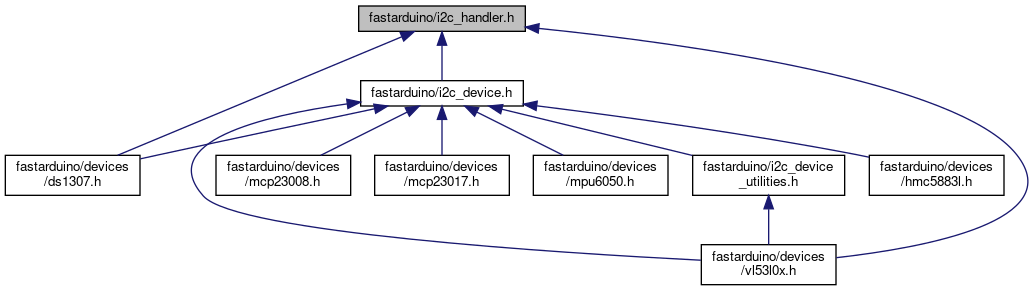 fastarduino/i2c_handler.h
fastarduino/i2c_device.h
fastarduino/devices
/ds1307.h
fastarduino/devices
/mcp23008.h
fastarduino/devices
/mcp23017.h
fastarduino/devices
/mpu6050.h
fastarduino/i2c_device
_utilities.h
fastarduino/devices
/hmc5883l.h
fastarduino/devices
/vl53l0x.h